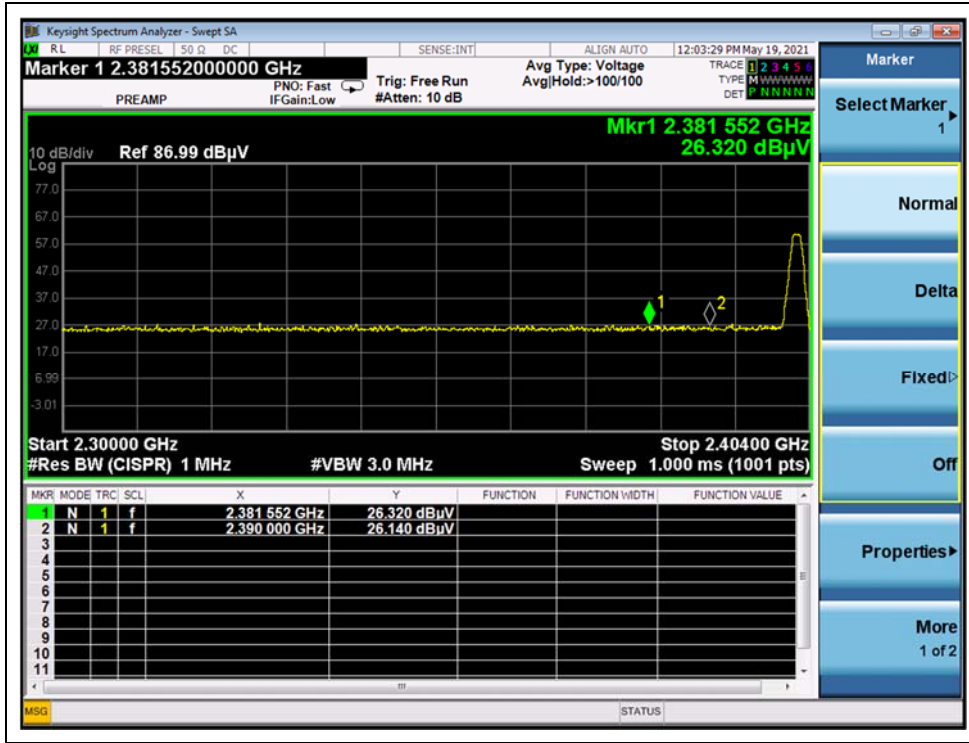 Keysight Spectrum Analyzer - Swept SA
LXI RL RF PRESEL 50 Ω DC SENSE:INT ALIGN AUTO 12:03:29 PM May 19, 2021
Marker 1 2.381552000000 GHz
PREAMP
PNO: Fast
IFGain:Low
Trig: Free Run
#Atten: 10 dB
Avg Type: Voltage
Avg|Hold:>100/100
TRACE 1 2 3 4 5 6
TYPE M W W W W W
DET P N N N N N
Mkr1 2.381 552 GHz
26.320 dBµV
10 dB/div Ref 86.99 dBµV
Log
77.0
67.0
57.0
47.0
37.0
27.0
17.0
6.99
-3.01
1
2
Start 2.30000 GHz Stop 2.40400 GHz
#Res BW (CISPR) 1 MHz #VBW 3.0 MHz Sweep 1.000 ms (1001 pts)
MKR MODE TRC SCL X Y FUNCTION FUNCTION WIDTH FUNCTION VALUE
1 N 1 f 2.381 552 GHz 26.320 dBµV
2 N 1 f 2.390 000 GHz 26.140 dBµV
3
4
5
6
7
8
9
10
11
MSG STATUS
Marker
Select Marker
1
Normal
Delta
Fixed
Off
Properties
More
1 of 2